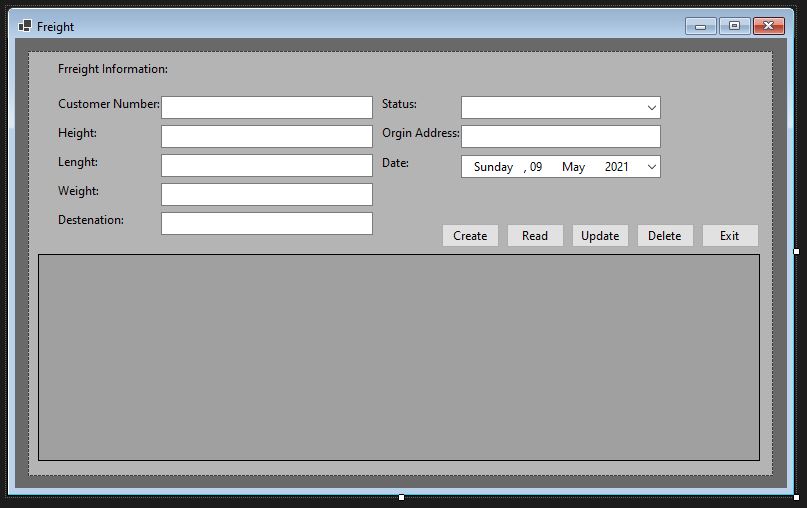 Freight
Frreight Information:
Customer Number:
Status:
Height:
Orgin Address:
Lenght:
Date:
Sunday , 09 May 2021
Weight:
Destenation:
Create Read Update Delete Exit